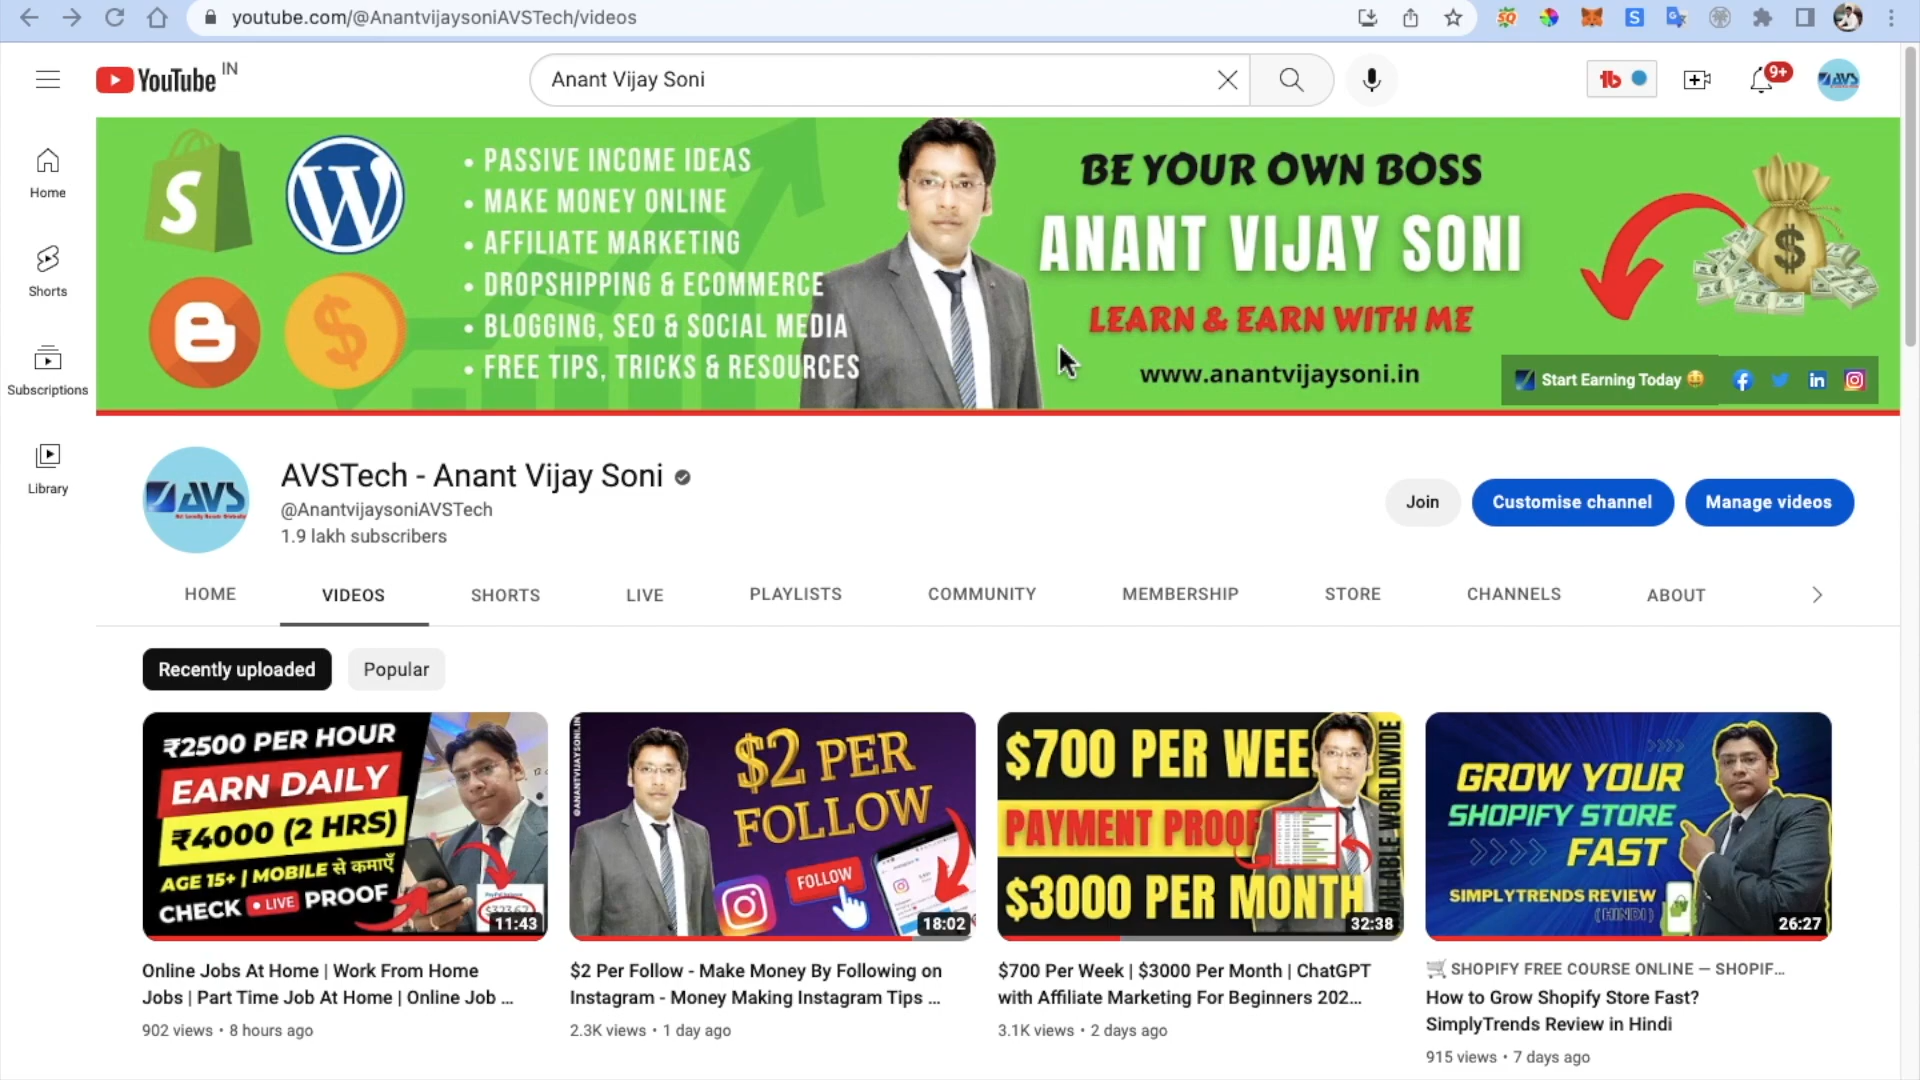 youtube.com/@AnantvijaysoniAVSTech/videos
YouTube IN
Anant Vijay Soni
9+
Home
Shorts
Subscriptions
Library
• PASSIVE INCOME IDEAS
• MAKE MONEY ONLINE
• AFFILIATE MARKETING
• DROPSHIPPING & ECOMMERCE
• BLOGGING, SEO & SOCIAL MEDIA
• FREE TIPS, TRICKS & RESOURCES
BE YOUR OWN BOSS
ANANT VIJAY SONI
LEARN & EARN WITH ME
www.anantvijaysoni.in
Start Earning Today
AVS
AVSTech - Anant Vijay Soni
@AnantvijaysoniAVSTech
1.9 lakh subscribers
Join
Customise channel
Manage videos
HOME
VIDEOS
SHORTS
LIVE
PLAYLISTS
COMMUNITY
MEMBERSHIP
STORE
CHANNELS
ABOUT
Recently uploaded
Popular
₹2500 PER HOUR
EARN DAILY
₹4000 (2 HRS)
AGE 15+ | MOBILE से कमाएँ
CHECK • LIVE PROOF
11:43
@ANANTVIJAYSONI.IN
$2 PER
FOLLOW
FOLLOW
18:02
$700 PER WEE
PAYMENT PROOF
$3000 PER MONTH
32:38
GROW YOUR
SHOPIFY STORE
FAST
SIMPLYTRENDS REVIEW
(HINDI)
26:27
Online Jobs At Home | Work From Home
Jobs | Part Time Job At Home | Online Job ...
902 views • 8 hours ago
$2 Per Follow - Make Money By Following on
Instagram - Money Making Instagram Tips ...
2.3K views • 1 day ago
$700 Per Week | $3000 Per Month | ChatGPT
with Affiliate Marketing For Beginners 202...
3.1K views • 2 days ago
SHOPIFY FREE COURSE ONLINE — SHOPIF...
How to Grow Shopify Store Fast?
SimplyTrends Review in Hindi
915 views • 7 days ago